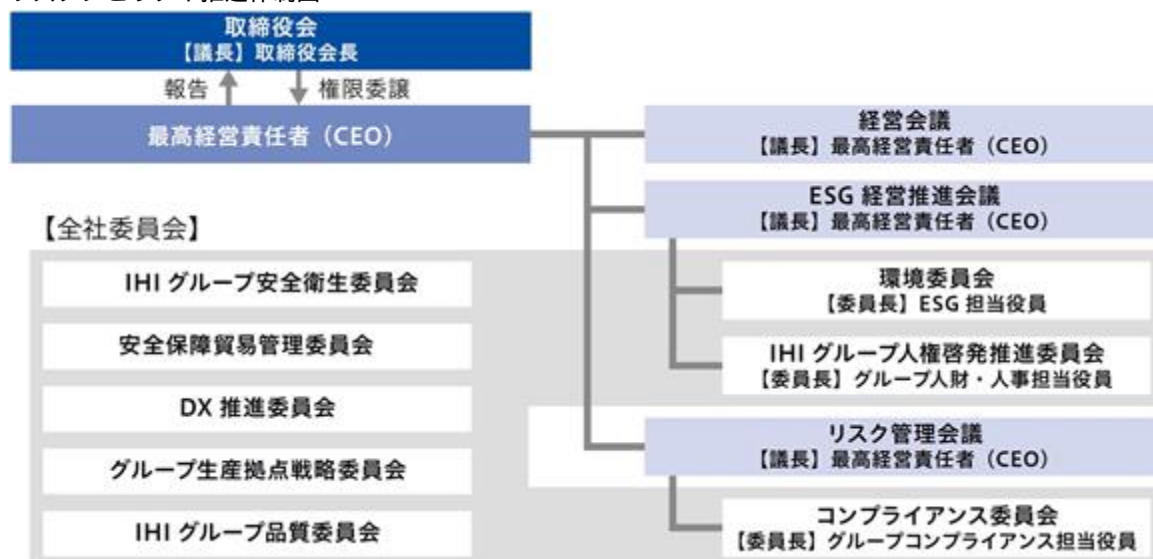 取締役会
【議長】取締役会長
報告
権限委譲
最高経営責任者（CEO）
経営会議
【議長】最高経営責任者（CEO）
ESG 経営推進会議
【議長】最高経営責任者（CEO）
【全社委員会】
IHI グループ安全衛生委員会
安全保障貿易管理委員会
DX 推進委員会
グループ生産拠点戦略委員会
IHI グループ品質委員会
環境委員会
【委員長】ESG 担当役員
IHI グループ人権啓発推進委員会
【委員長】グループ人財・人事担当役員
リスク管理会議
【議長】最高経営責任者（CEO）
コンプライアンス委員会
【委員長】グループコンプライアンス担当役員